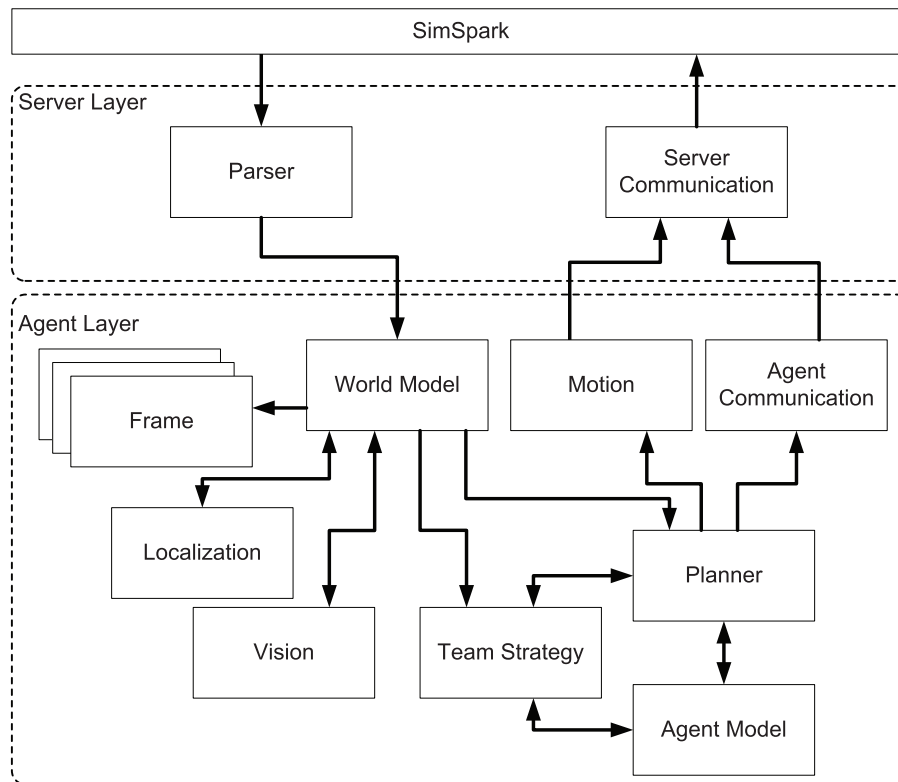 SimSpark
Server Layer
Parser
Server
Communication
Agent Layer
World Model
Motion
Agent
Communication
Frame
Localization
Planner
Vision
Team Strategy
Agent Model